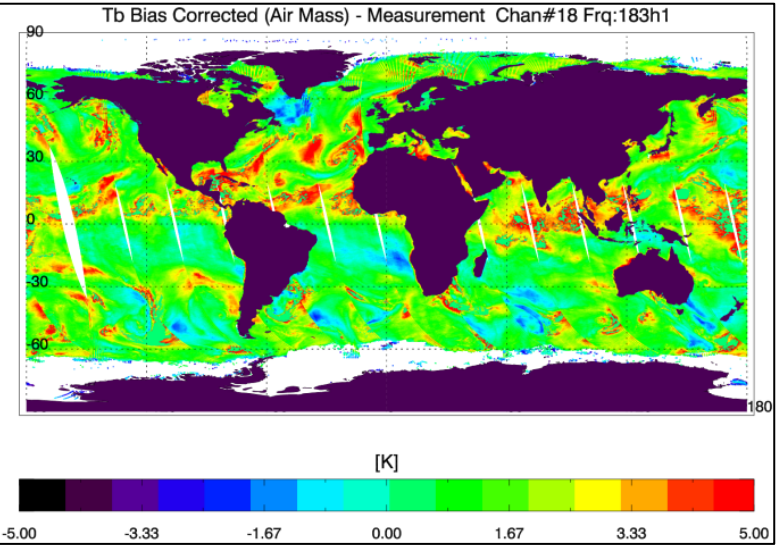 Tb Bias Corrected (Air Mass) - Measurement Chan#18 Frq:183h1
90
60
30
0
-30
-60
180
[K]
-5.00 -3.33 -1.67 0.00 1.67 3.33 5.00